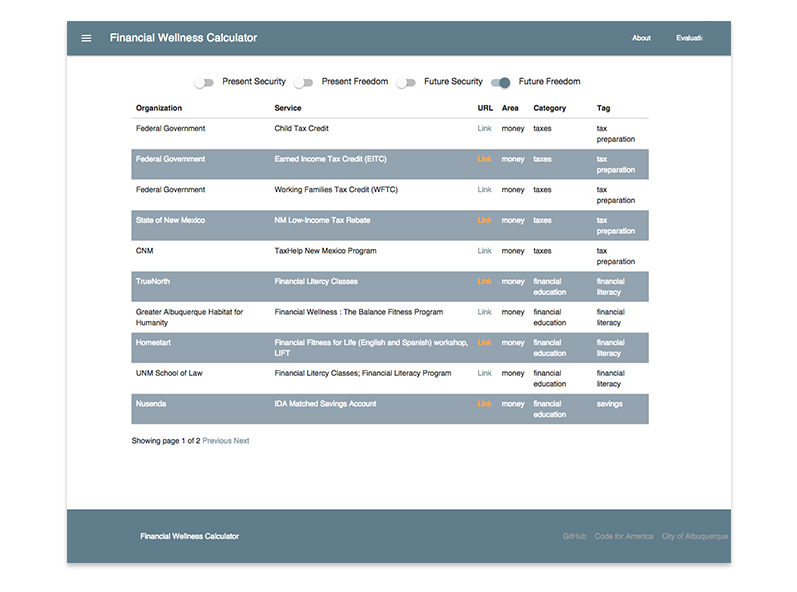 Financial Wellness Calculator About
Present Security Present Freedom Future Security Future Freedom
Organization Service URL Area Category Tag
Federal Government Child Tax Credit Link money taxes tax
preparation
Federal Government Earned Income Tax Credit (EITC) Link money taxes tax
preparation
Federal Government Working Families Tax Credit (WFTC) Link money taxes tax
preparation
State of New Mexico NM Low-Income Tax Rebate Link money taxes tax
preparation
CNM TaxHelp New Mexico Program Link money taxes tax
preparation
TrueNorth Financial Litercy Classes Link money financial financial
education literacy
Greater Albuquerque Habitat for Financial Wellness : The Balance Fitness Program Link money financial financial
Humanity education literacy
Homestart Financial Fitness for Life (English and Spanish) workshop, Link money financial financial
LIFT education literacy
UNM School of Law Financial Litercy Classes; Financial Literacy Program Link money financial financial
education literacy
Nusenda IDA Matched Savings Account Link money financial savings
education
Showing page 1 of 2 Previous Next
Financial Wellness Calculator GitHub Code for America City of Albuquerque